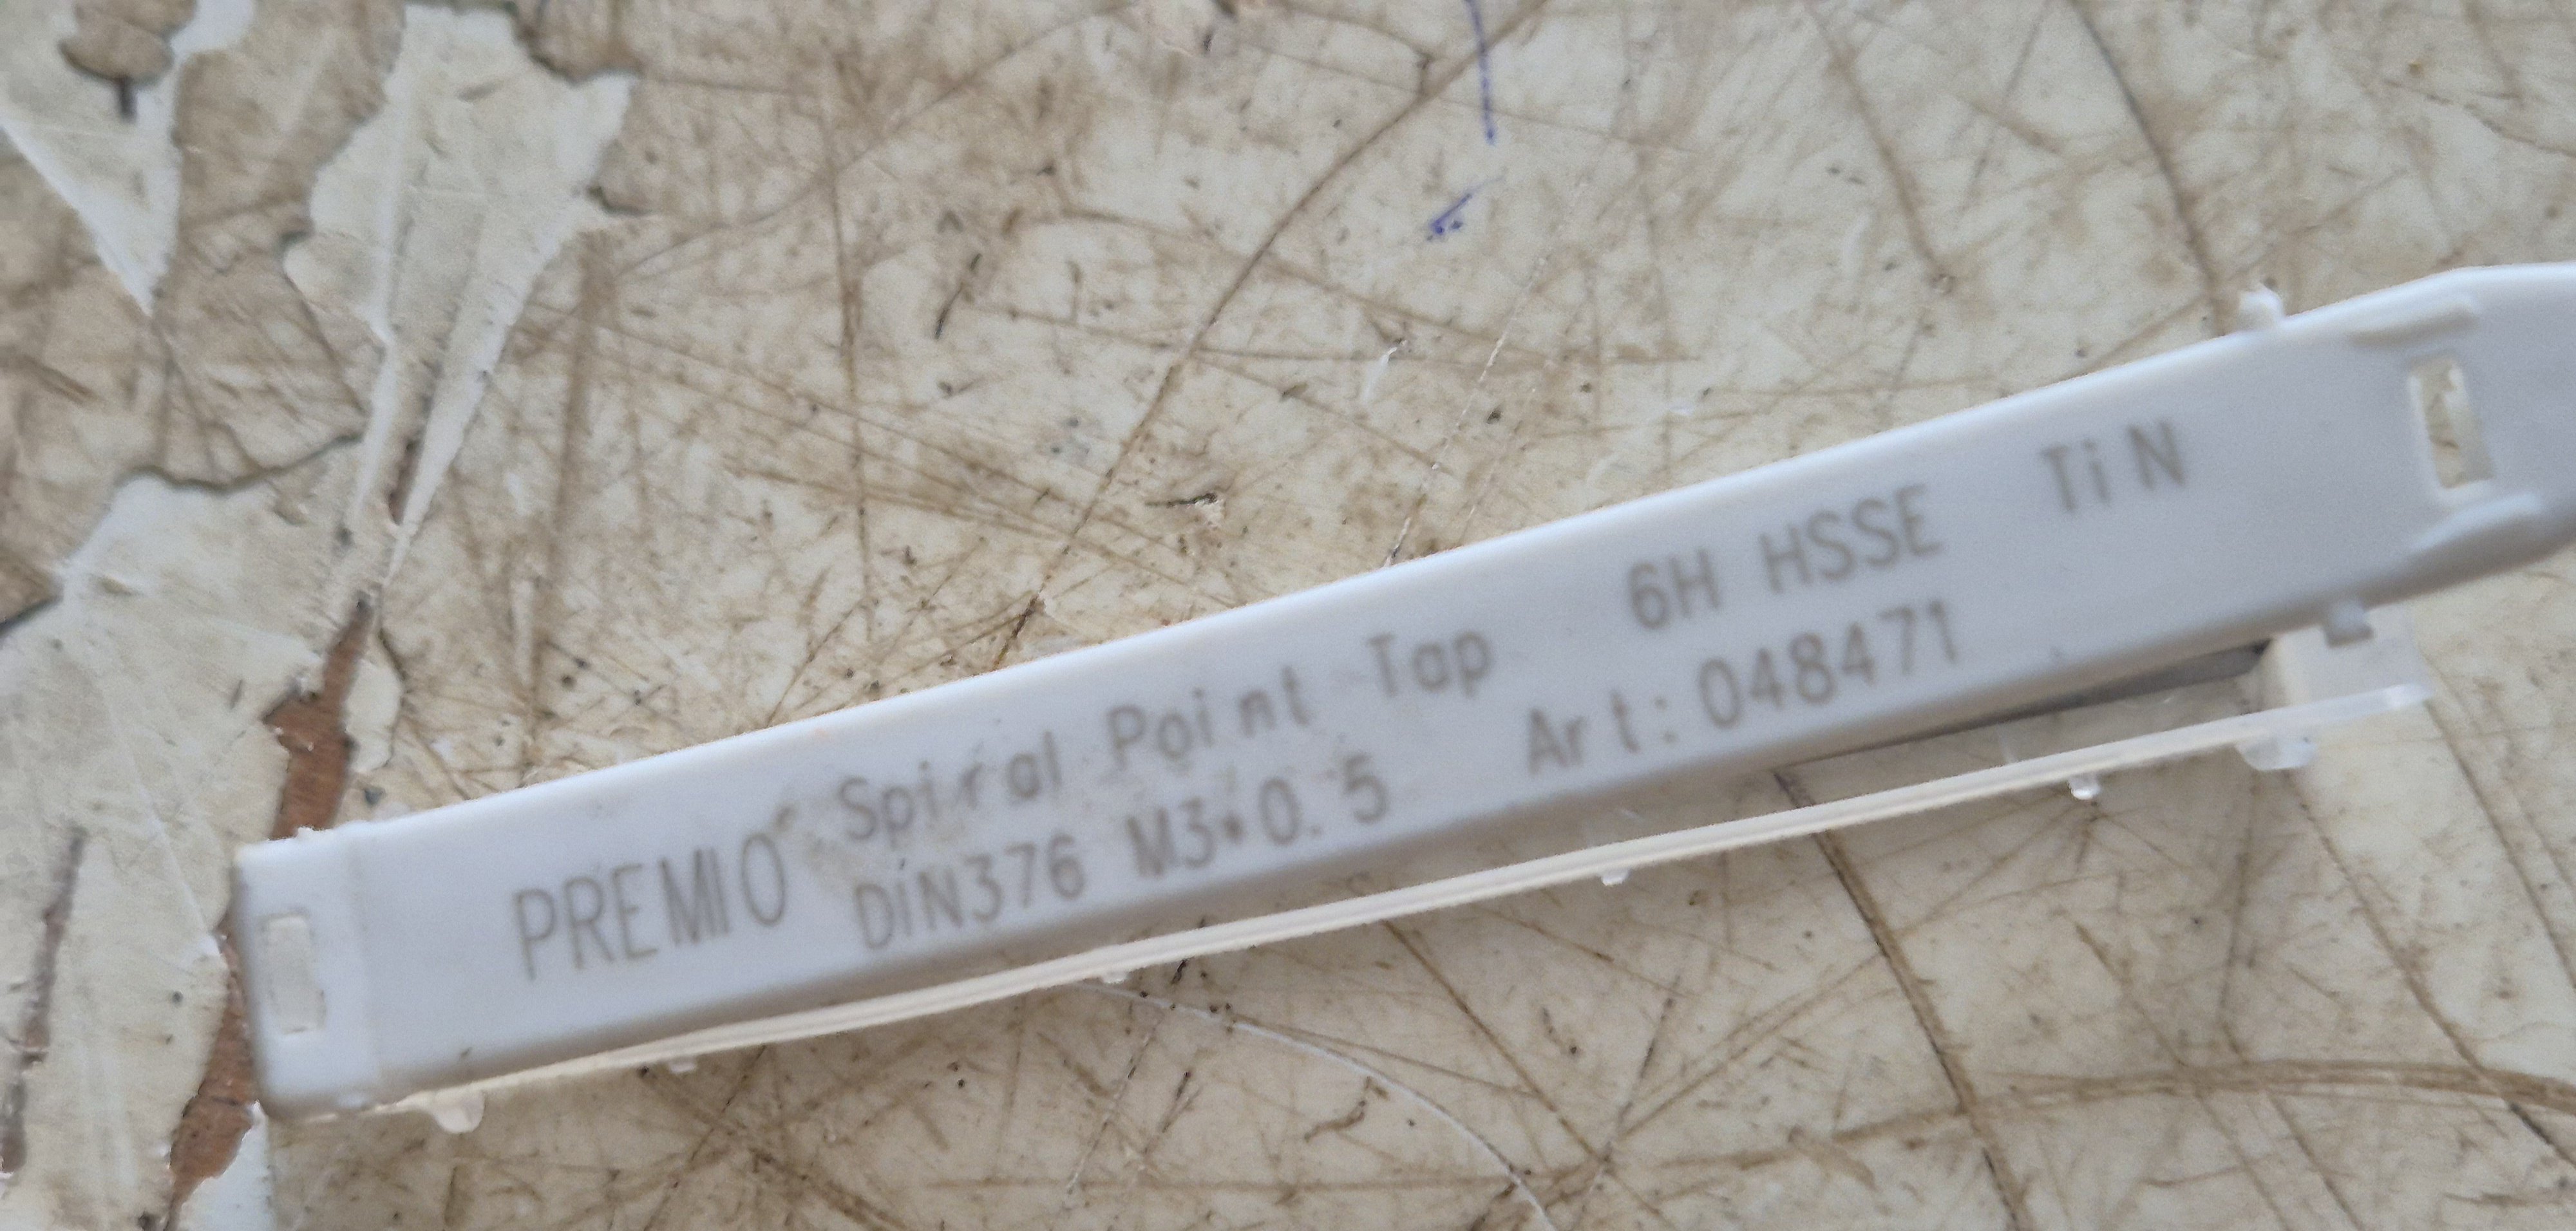 PREMIO Spiral Point Tap 6H HSSE TiN
DIN376 M3*0.5 Art: 048471